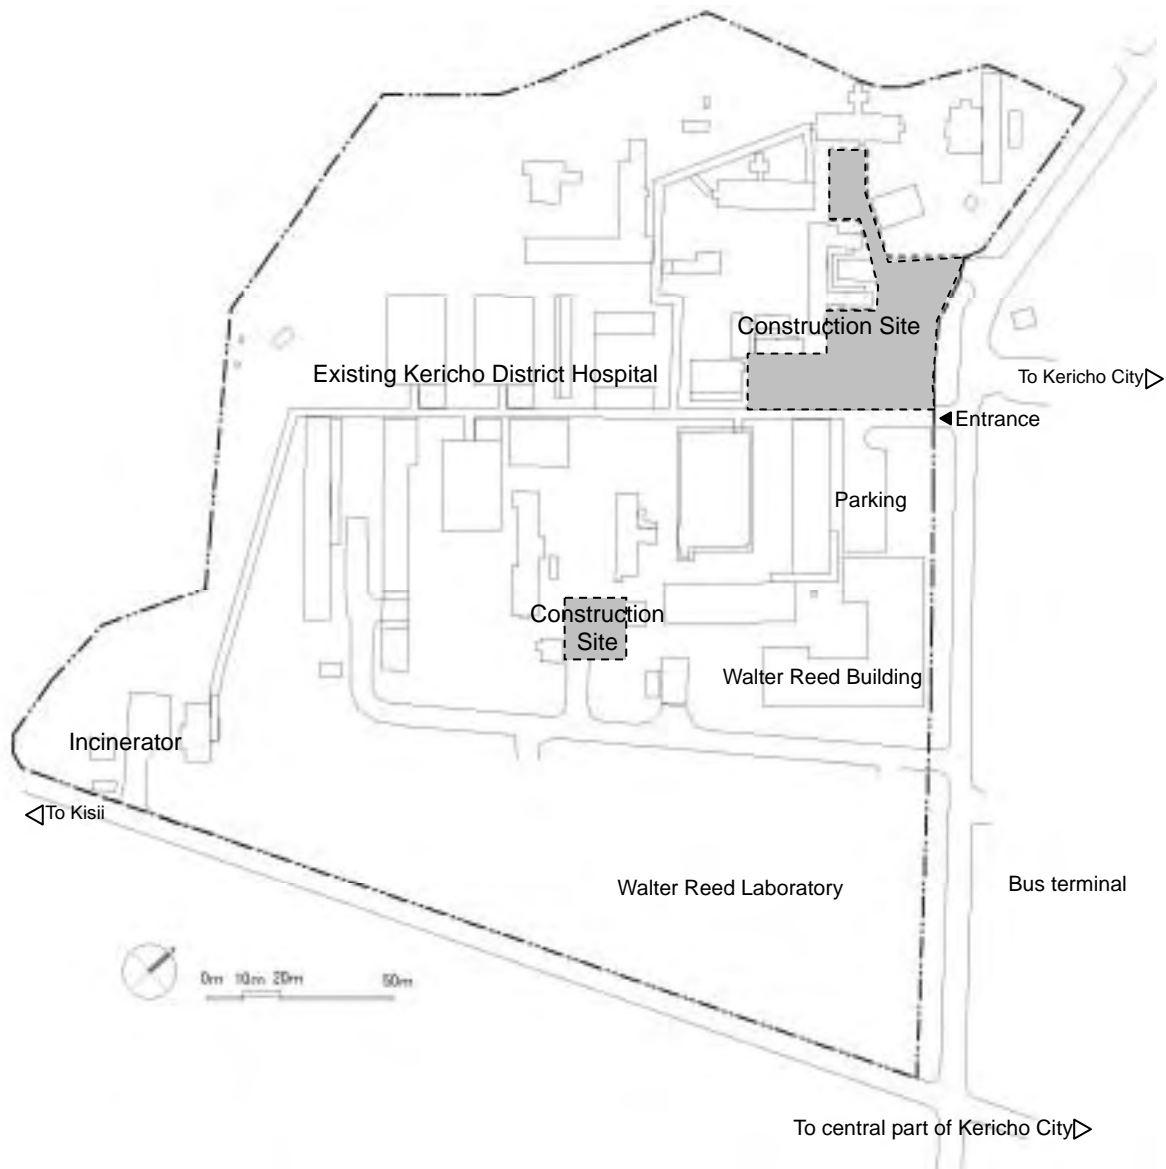 Construction Site
Existing Kericho District Hospital
To Kericho City
Entrance
Parking
Construction
Site
Walter Reed Building
Incinerator
To Kisii
Walter Reed Laboratory
Bus terminal
0m 10m 20m 50m
To central part of Kericho City